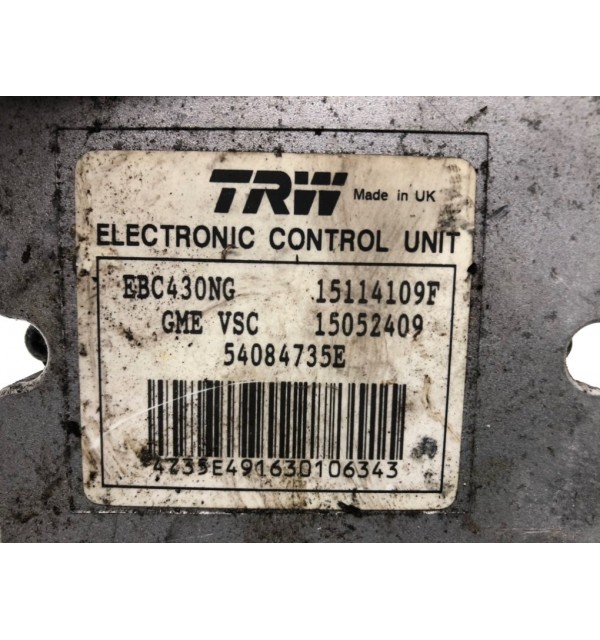 TRW Made in UK
ELECTRONIC CONTROL UNIT
EBC430NG 15114109F
GME VSC 15052409
54084735E
4735E491630106343